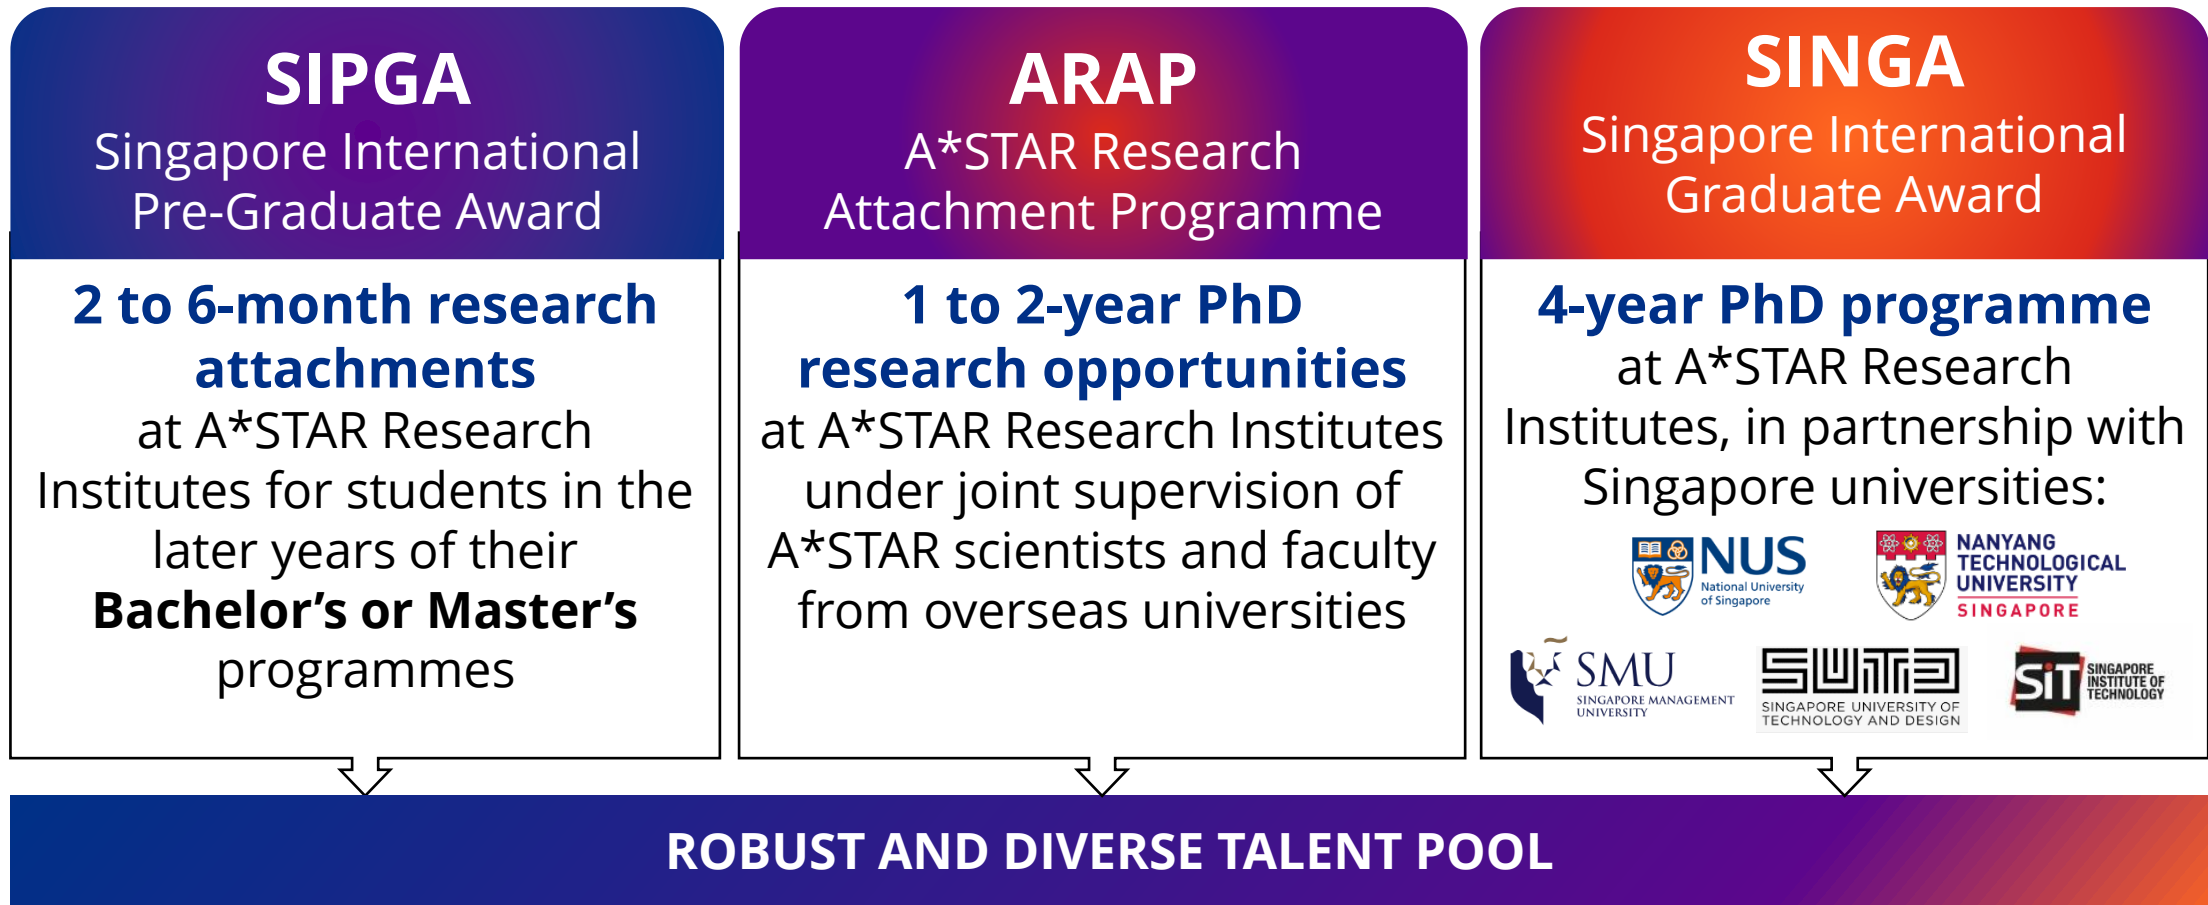 SIPGA
Singapore International
Pre-Graduate Award
2 to 6-month research
attachments
at A*STAR Research
Institutes for students in the
later years of their
Bachelor’s or Master’s
programmes
ARAP
A*STAR Research
Attachment Programme
1 to 2-year PhD
research opportunities
at A*STAR Research Institutes
under joint supervision of
A*STAR scientists and faculty
from overseas universities
SINGA
Singapore International
Graduate Award
4-year PhD programme
at A*STAR Research
Institutes, in partnership with
Singapore universities:
NUS
National University
of Singapore
NANYANG
TECHNOLOGICAL
UNIVERSITY
SINGAPORE
SMU
SINGAPORE MANAGEMENT
UNIVERSITY
SUTD
SINGAPORE UNIVERSITY OF
TECHNOLOGY AND DESIGN
SiT
SINGAPORE
INSTITUTE OF
TECHNOLOGY
ROBUST AND DIVERSE TALENT POOL